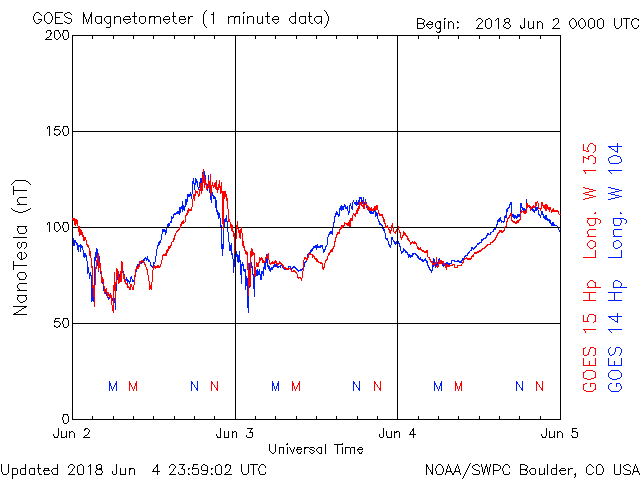 GOES Magnetometer (1 minute data)
Begin: 2018 Jun 2 0000 UTC
200
150
100
50
0
NanoTesla (nT)
M M N N M M N N M M N N
Jun 2 Jun 3 Jun 4 Jun 5
Universal Time
GOES 15 Hp Long. W 135
GOES 14 Hp Long. W 104
Updated 2018 Jun 4 23:59:02 UTC
NOAA/SWPC Boulder, CO USA